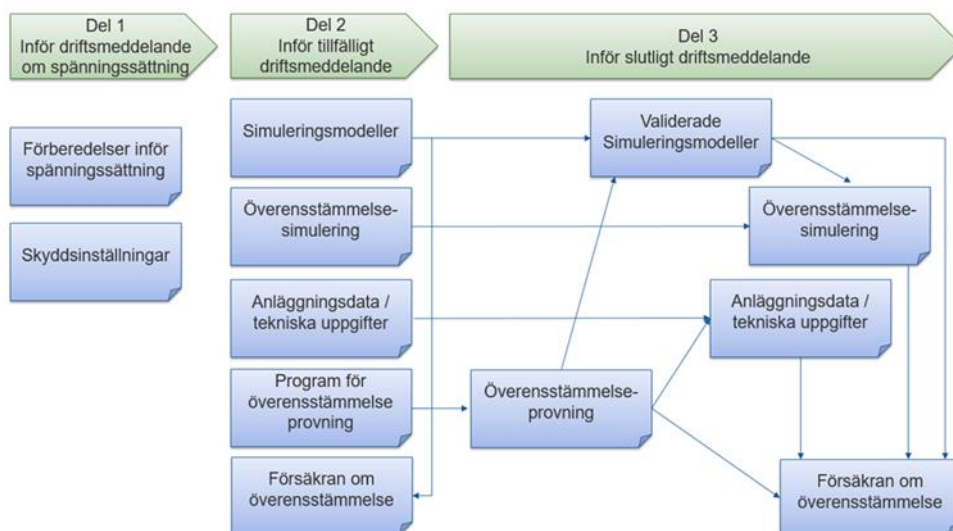 Del 1
Inför driftsmeddelande
om spänningssättning
Del 2
Inför tillfälligt
driftsmeddelande
Del 3
Inför slutligt driftsmeddelande
Förberedelser inför
spänningssättning
Skyddsinställningar
Simuleringsmodeller
Överensstämmelse-
simulering
Anläggningsdata /
tekniska uppgifter
Program för
överensstämmelse
provning
Försäkran om
överensstämmelse
Överensstämmelse-
provning
Validerade
Simuleringsmodeller
Överensstämmelse-
simulering
Anläggningsdata /
tekniska uppgifter
Försäkran om
överensstämmelse